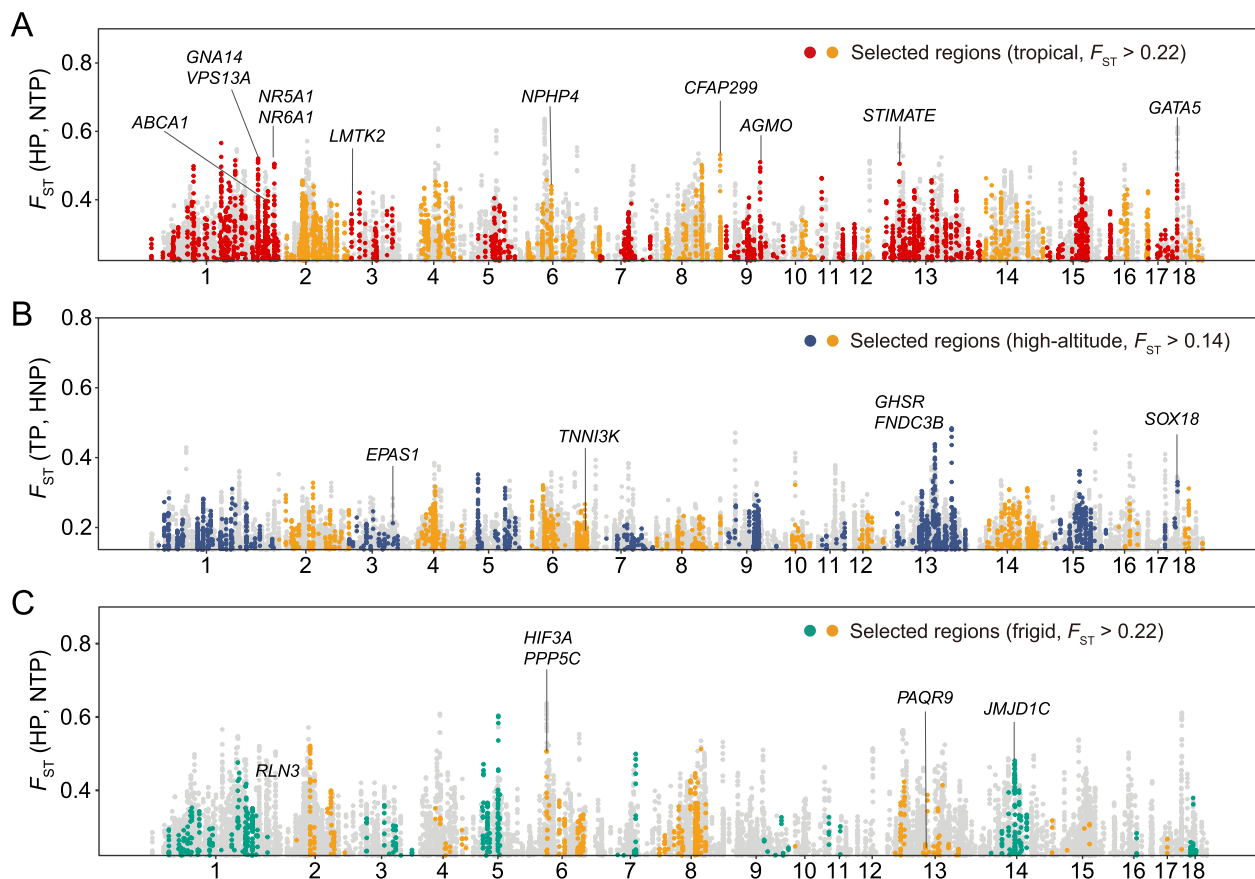 A
F_ST (HP, NTP)
0.8
0.6
0.4
Selected regions (tropical, F_ST > 0.22)
GNA14
VPS13A
NR5A1
NR6A1
ABCA1
LMTK2
NPHP4
CFAP299
AGMO
STIMATE
GATA5
1 2 3 4 5 6 7 8 9 10 11 12 13 14 15 16 17 18
B
F_ST (TP, HNP)
0.8
0.6
0.4
0.2
Selected regions (high-altitude, F_ST > 0.14)
EPAS1
TNNI3K
GHSR
FNDC3B
SOX18
1 2 3 4 5 6 7 8 9 10 11 12 13 14 15 16 17 18
C
F_ST (HP, NTP)
0.8
0.6
0.4
Selected regions (frigid, F_ST > 0.22)
HIF3A
PPP5C
RLN3
PAQR9
JMJD1C
1 2 3 4 5 6 7 8 9 10 11 12 13 14 15 16 17 18